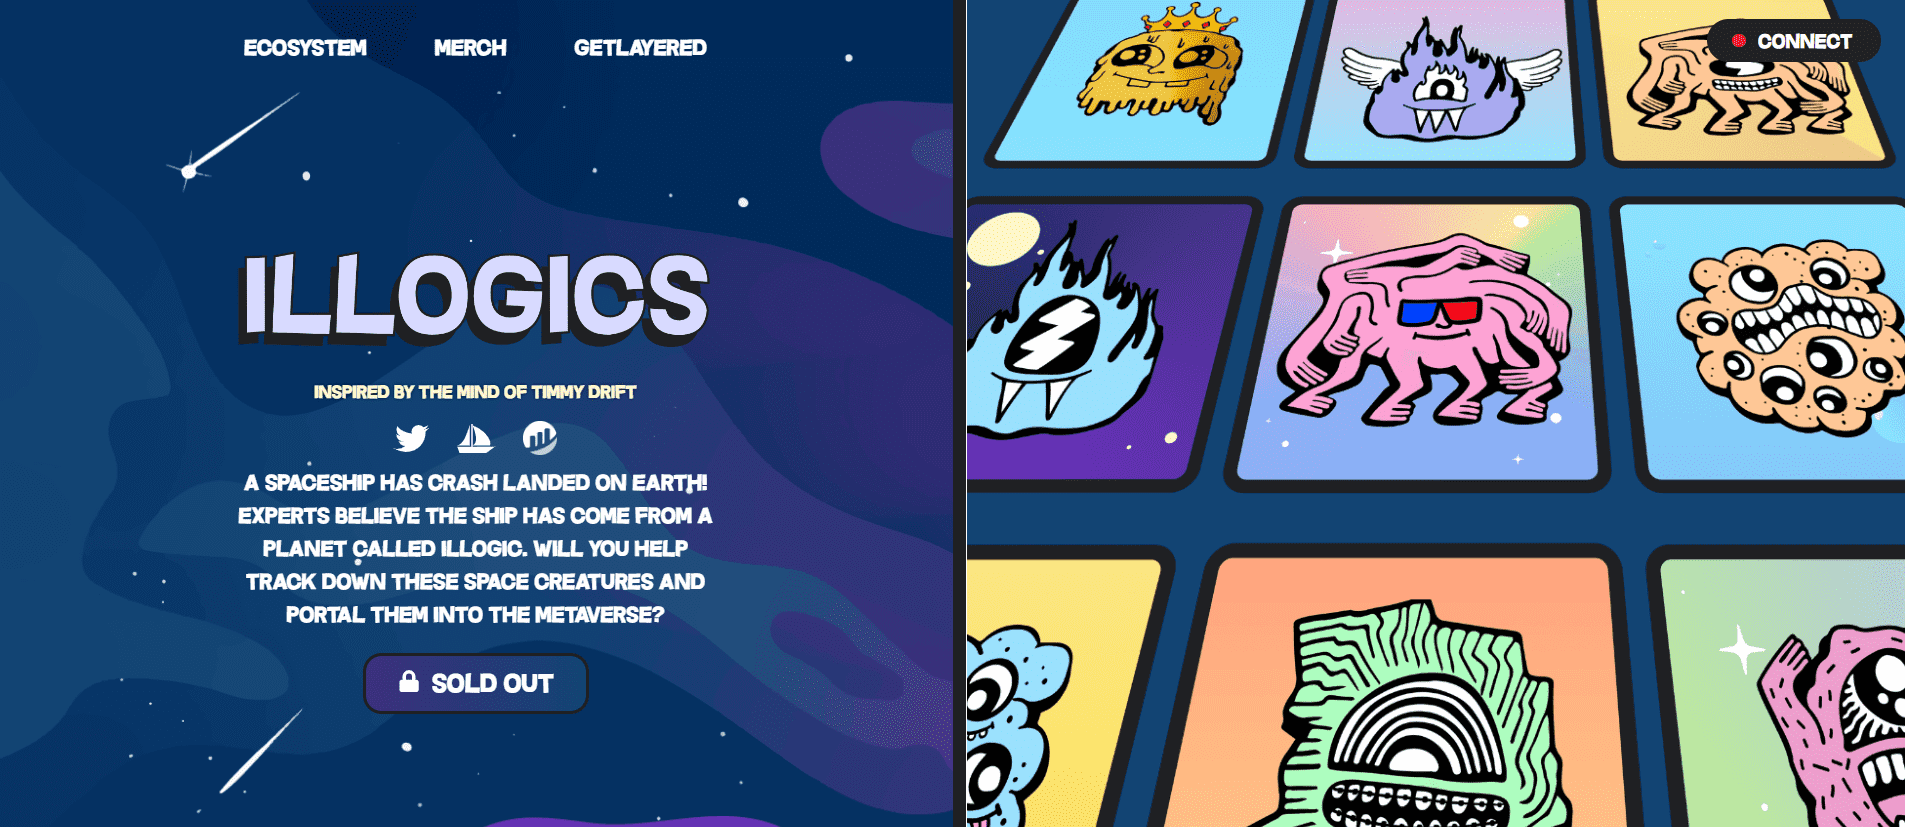 ECOSYSTEM MERCH GETLAYERED
CONNECT
ILLOGICS
INSPIRED BY THE MIND OF TIMMY DRIFT
A SPACESHIP HAS CRASH LANDED ON EARTH!
EXPERTS BELIEVE THE SHIP HAS COME FROM A
PLANET CALLED ILLOGIC. WILL YOU HELP
TRACK DOWN THESE SPACE CREATURES AND
PORTAL THEM INTO THE METAVERSE?
SOLD OUT